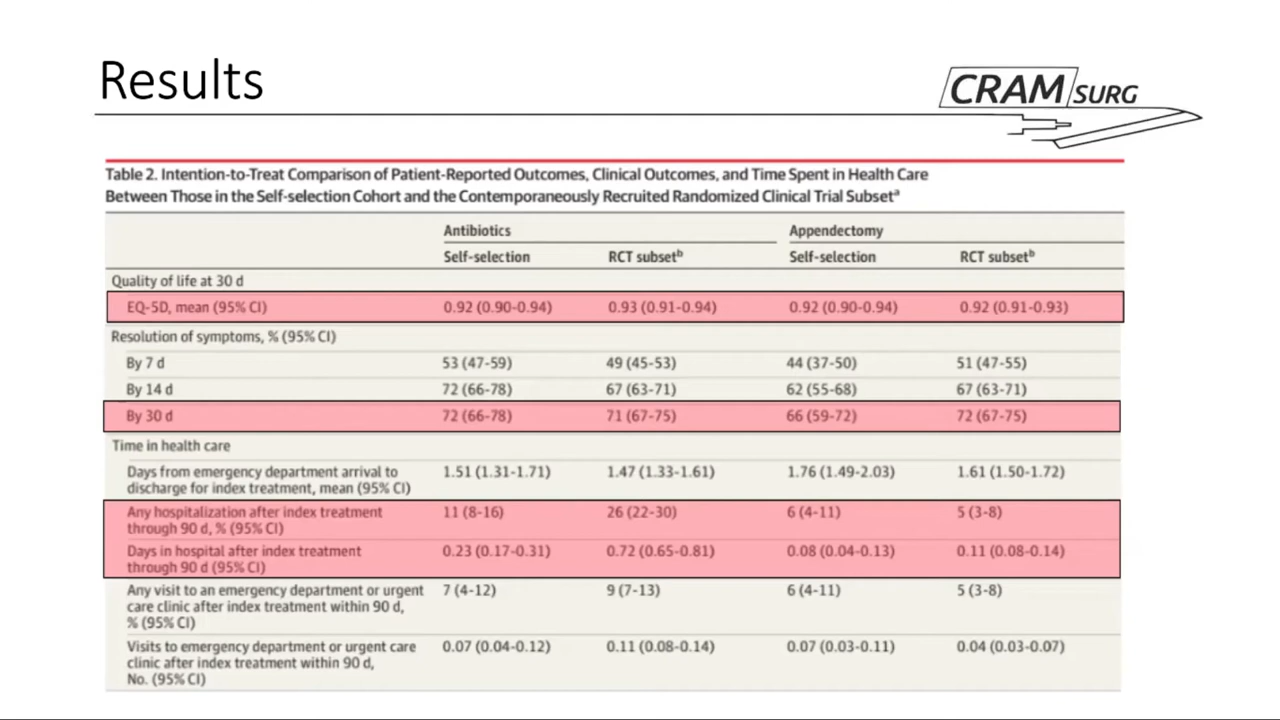 Results
CRAM SURG
Table 2. Intention-to-Treat Comparison of Patient-Reported Outcomes, Clinical Outcomes, and Time Spent in Health Care
Between Those in the Self-selection Cohort and the Contemporaneously Recruited Randomized Clinical Trial Subsetᵃ
Antibiotics Appendectomy
Self-selection RCT subsetᵇ Self-selection RCT subsetᵇ
Quality of life at 30 d
EQ-5D, mean (95% CI) 0.92 (0.90-0.94) 0.93 (0.91-0.94) 0.92 (0.90-0.94) 0.92 (0.91-0.93)
Resolution of symptoms, % (95% CI)
By 7 d 53 (47-59) 49 (45-53) 44 (37-50) 51 (47-55)
By 14 d 72 (66-78) 67 (63-71) 62 (55-68) 67 (63-71)
By 30 d 72 (66-78) 71 (67-75) 66 (59-72) 72 (67-75)
Time in health care
Days from emergency department arrival to 1.51 (1.31-1.71) 1.47 (1.33-1.61) 1.76 (1.49-2.03) 1.61 (1.50-1.72)
discharge for index treatment, mean (95% CI)
Any hospitalization after index treatment 11 (8-16) 26 (22-30) 6 (4-11) 5 (3-8)
through 90 d, % (95% CI)
Days in hospital after index treatment 0.23 (0.17-0.31) 0.72 (0.65-0.81) 0.08 (0.04-0.13) 0.11 (0.08-0.14)
through 90 d (95% CI)
Any visit to an emergency department or urgent 7 (4-12) 9 (7-13) 6 (4-11) 5 (3-8)
care clinic after index treatment within 90 d,
% (95% CI)
Visits to emergency department or urgent care 0.07 (0.04-0.12) 0.11 (0.08-0.14) 0.07 (0.03-0.11) 0.04 (0.03-0.07)
clinic after index treatment within 90 d,
No. (95% CI)